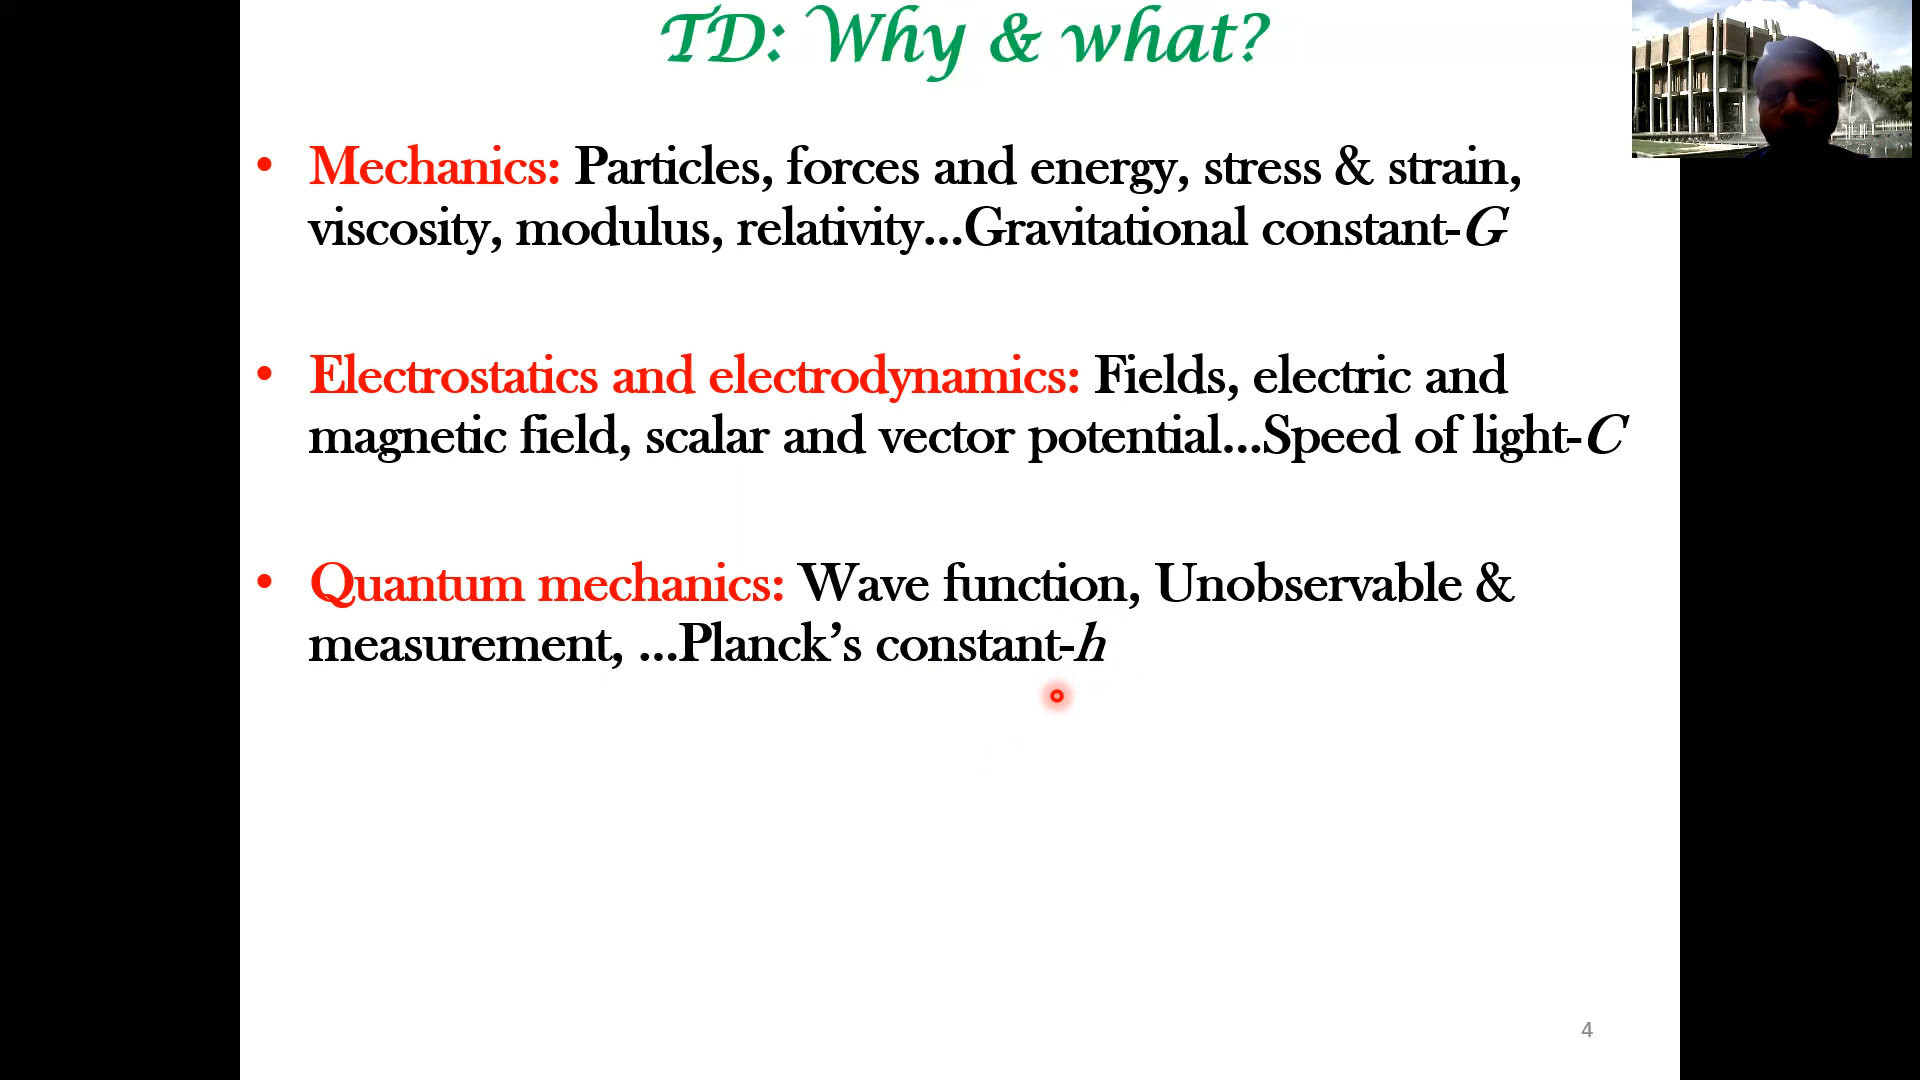 TD: Why & what?
• Mechanics: Particles, forces and energy, stress & strain,
viscosity, modulus, relativity...Gravitational constant-G
• Electrostatics and electrodynamics: Fields, electric and
magnetic field, scalar and vector potential...Speed of light-C
• Quantum mechanics: Wave function, Unobservable &
measurement, ...Planck’s constant-h
4